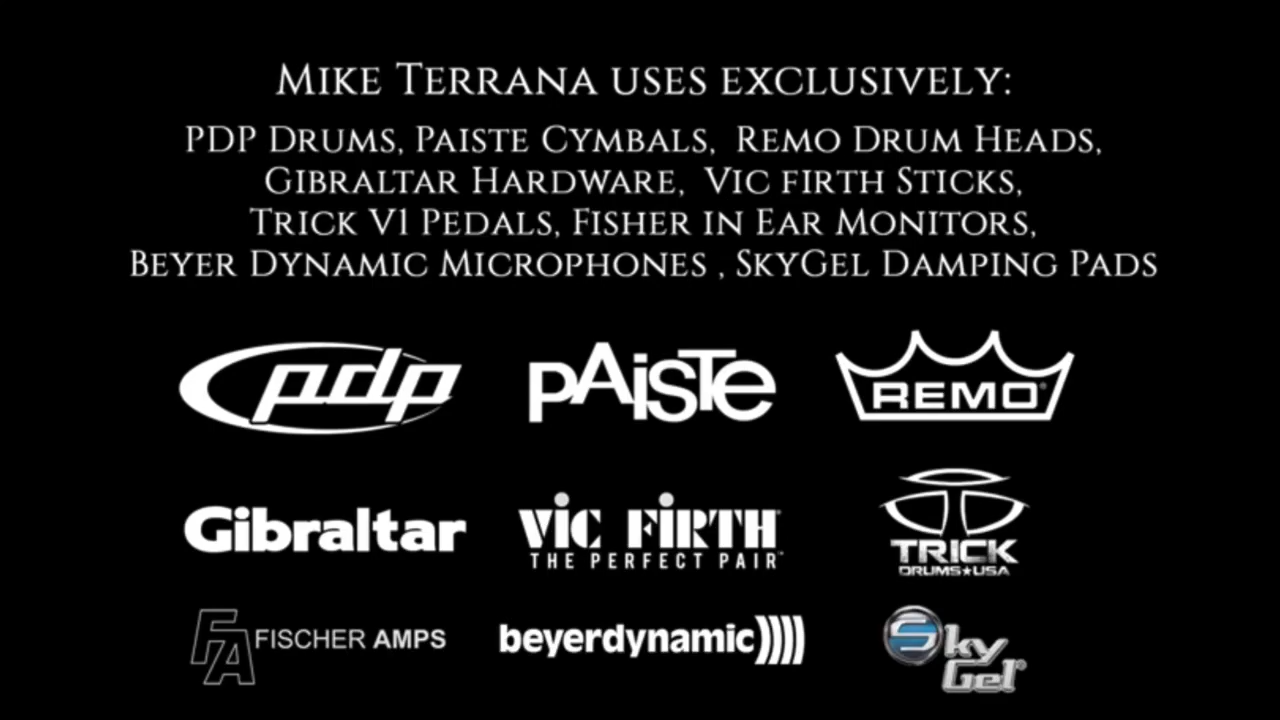 Mike Terrana uses exclusively:
PDP Drums, Paiste Cymbals, Remo Drum Heads,
Gibraltar Hardware, Vic firth Sticks,
Trick V1 Pedals, Fisher in Ear Monitors,
Beyer Dynamic Microphones , SkyGel Damping Pads
pdp PAiSTe REMO®
Gibraltar ViC FiRTH
THE PERFECT PAIR™
TRICK
DRUMS★USA
FA FISCHER AMPS beyerdynamic Sky
Gel®